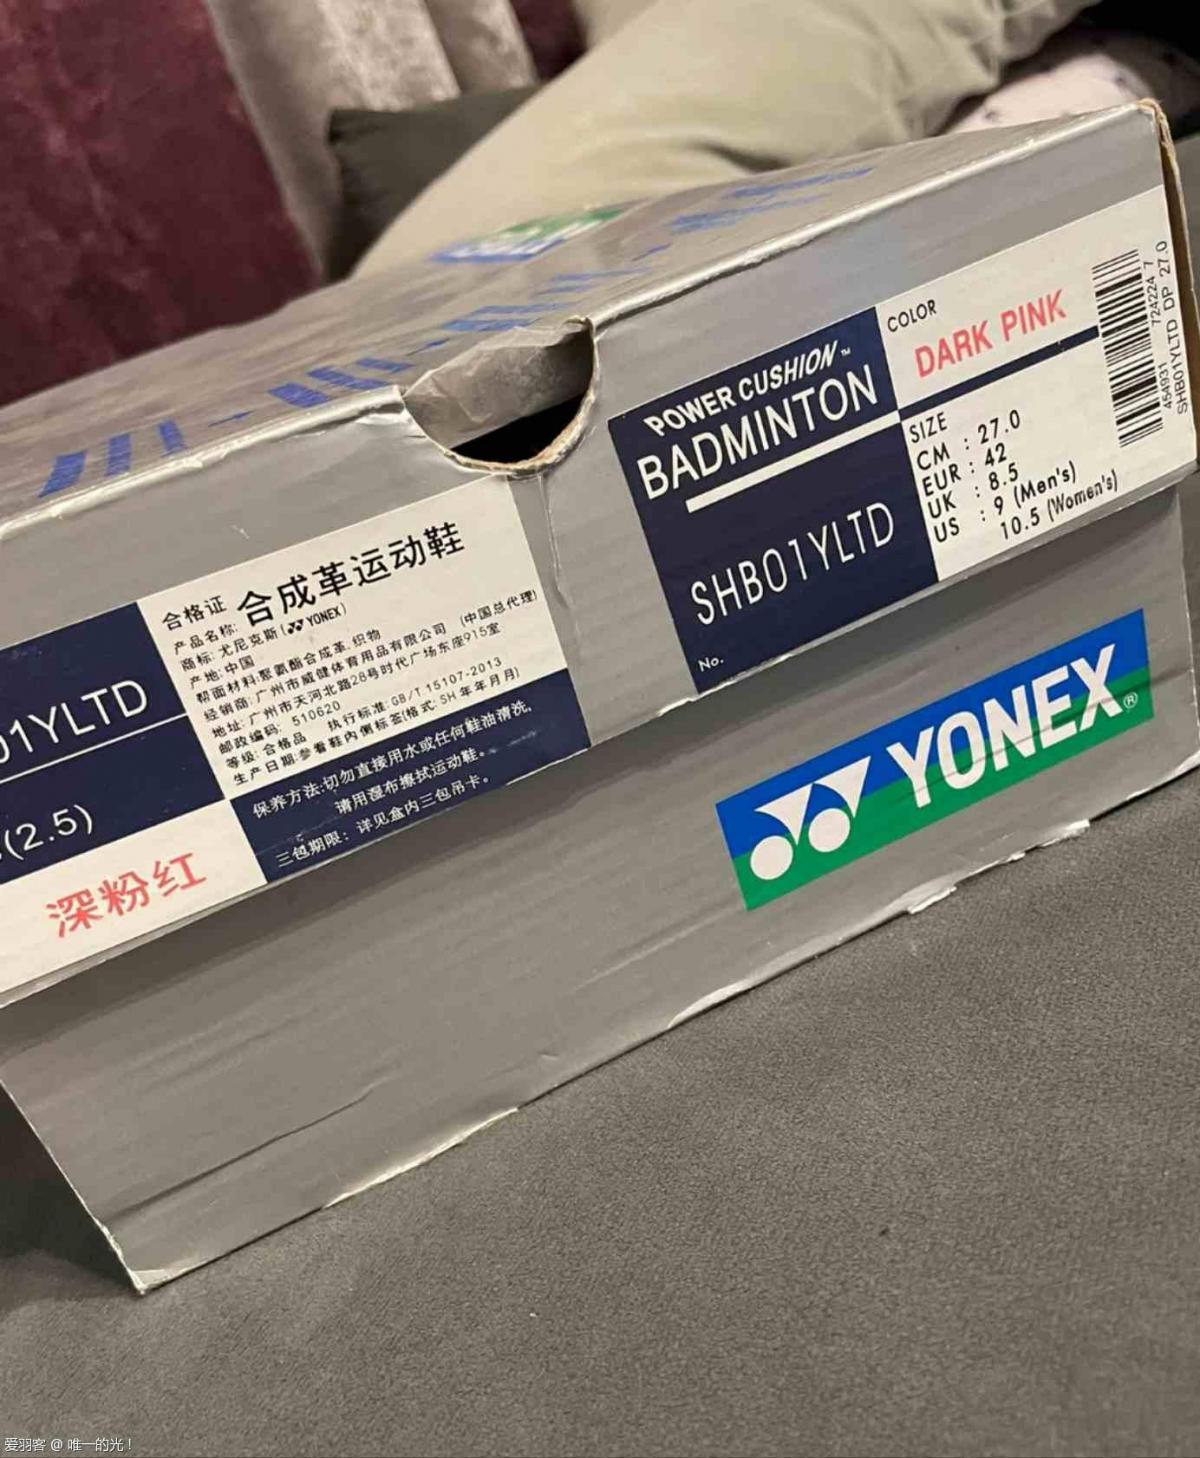 POWER CUSHION™
BADMINTON
SHB01YLTD
No.
COLOR
DARK PINK
SIZE
CM : 27.0
EUR : 42
UK : 8.5
US : 9 (Men's)
10.5 (Women's)
454931 724224 7
SHB01YLTD DP 27.0
合格证
产品名称: 合成革运动鞋
商标: 尤尼克斯(YONEX)
产地: 中国
帮面材料:聚氨酯合成革.织物
经销商:广州市威健体育用品有限公司 (中国总代理)
地址:广州市天河北路28号时代广场东座915室
邮政编码: 510620
等级: 合格品 执行标准:GB/T 15107-2013
生产日期:参看鞋内侧标签(格式: SH 年 年 月 月)
保养方法:切勿直接用水或任何鞋油清洗,
请用湿布擦拭运动鞋。
三包期限: 详见盒内三包吊卡。
01YLTD
(2.5)
深粉红
YONEX®
爱羽客 @ 唯一的光！